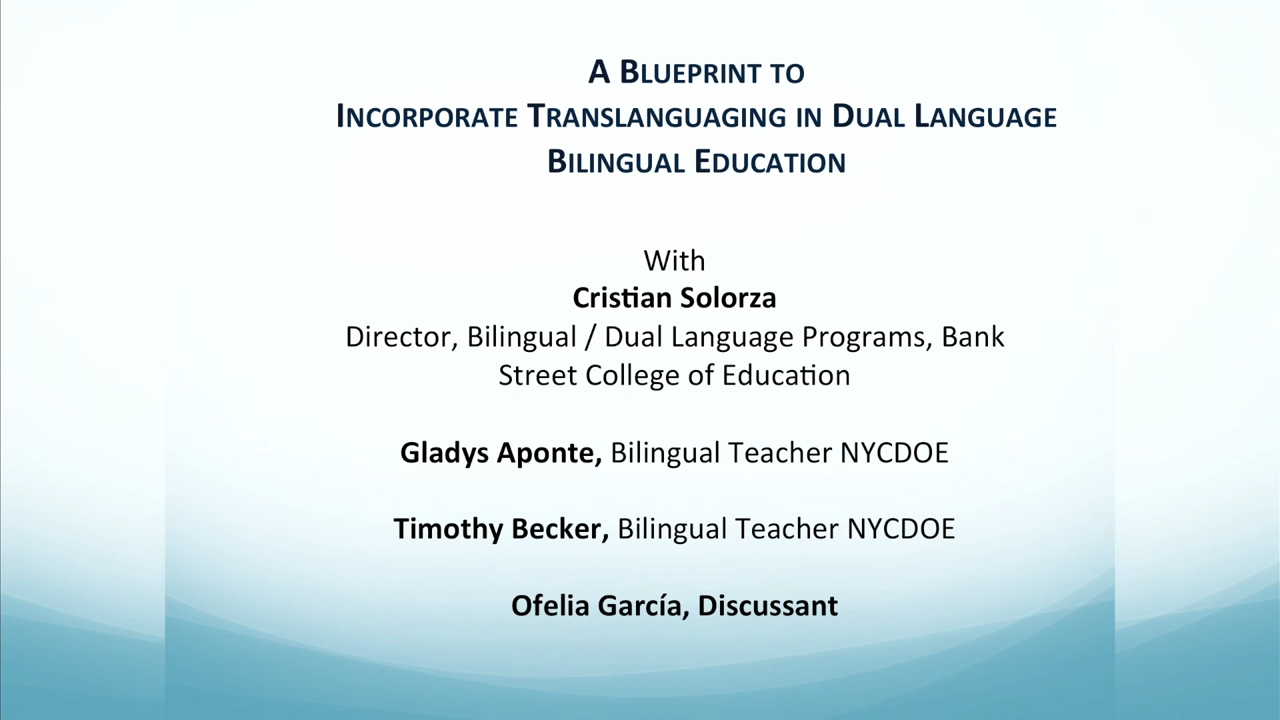 A Blueprint to
Incorporate Translanguaging in Dual Language
Bilingual Education
With
Cristian Solorza
Director, Bilingual / Dual Language Programs, Bank
Street College of Education
Gladys Aponte, Bilingual Teacher NYCDOE
Timothy Becker, Bilingual Teacher NYCDOE
Ofelia García, Discussant